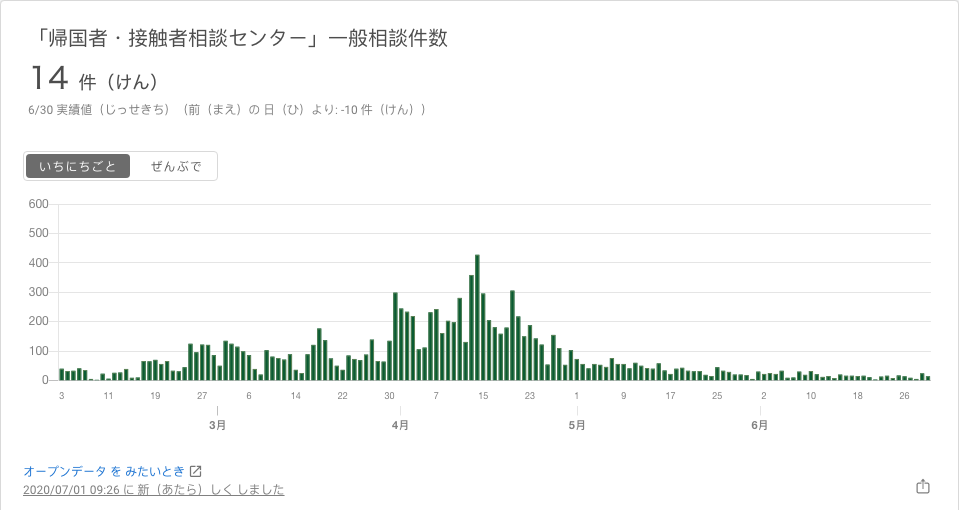 「帰国者・接触者相談センター」一般相談件数
14 件（けん）
6/30 実績値（じっせきち）（前（まえ）の 日（ひ）より: -10 件（けん））
いちにちごと ぜんぶで
600
500
400
300
200
100
0
3 11 19 27 6 14 22 30 7 15 23 1 9 17 25 2 10 18 26
3月 4月 5月 6月
オープンデータ を みたいとき
2020/07/01 09:26 に 新（あたら）しく しました